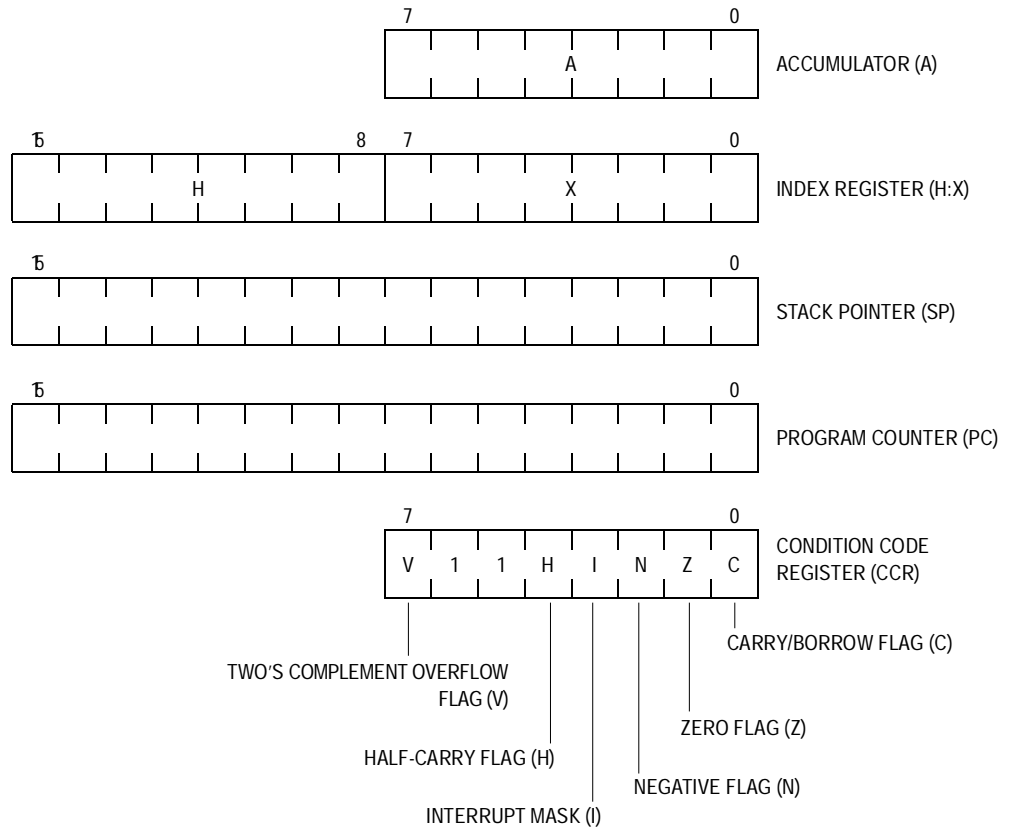 7 0
A
ACCUMULATOR (A)
15 8 7 0
H X
INDEX REGISTER (H:X)
15 0
STACK POINTER (SP)
15 0
PROGRAM COUNTER (PC)
7 0
V 1 1 H I N Z C
CONDITION CODE
REGISTER (CCR)
CARRY/BORROW FLAG (C)
TWO'S COMPLEMENT OVERFLOW
FLAG (V)
ZERO FLAG (Z)
HALF-CARRY FLAG (H)
NEGATIVE FLAG (N)
INTERRUPT MASK (I)